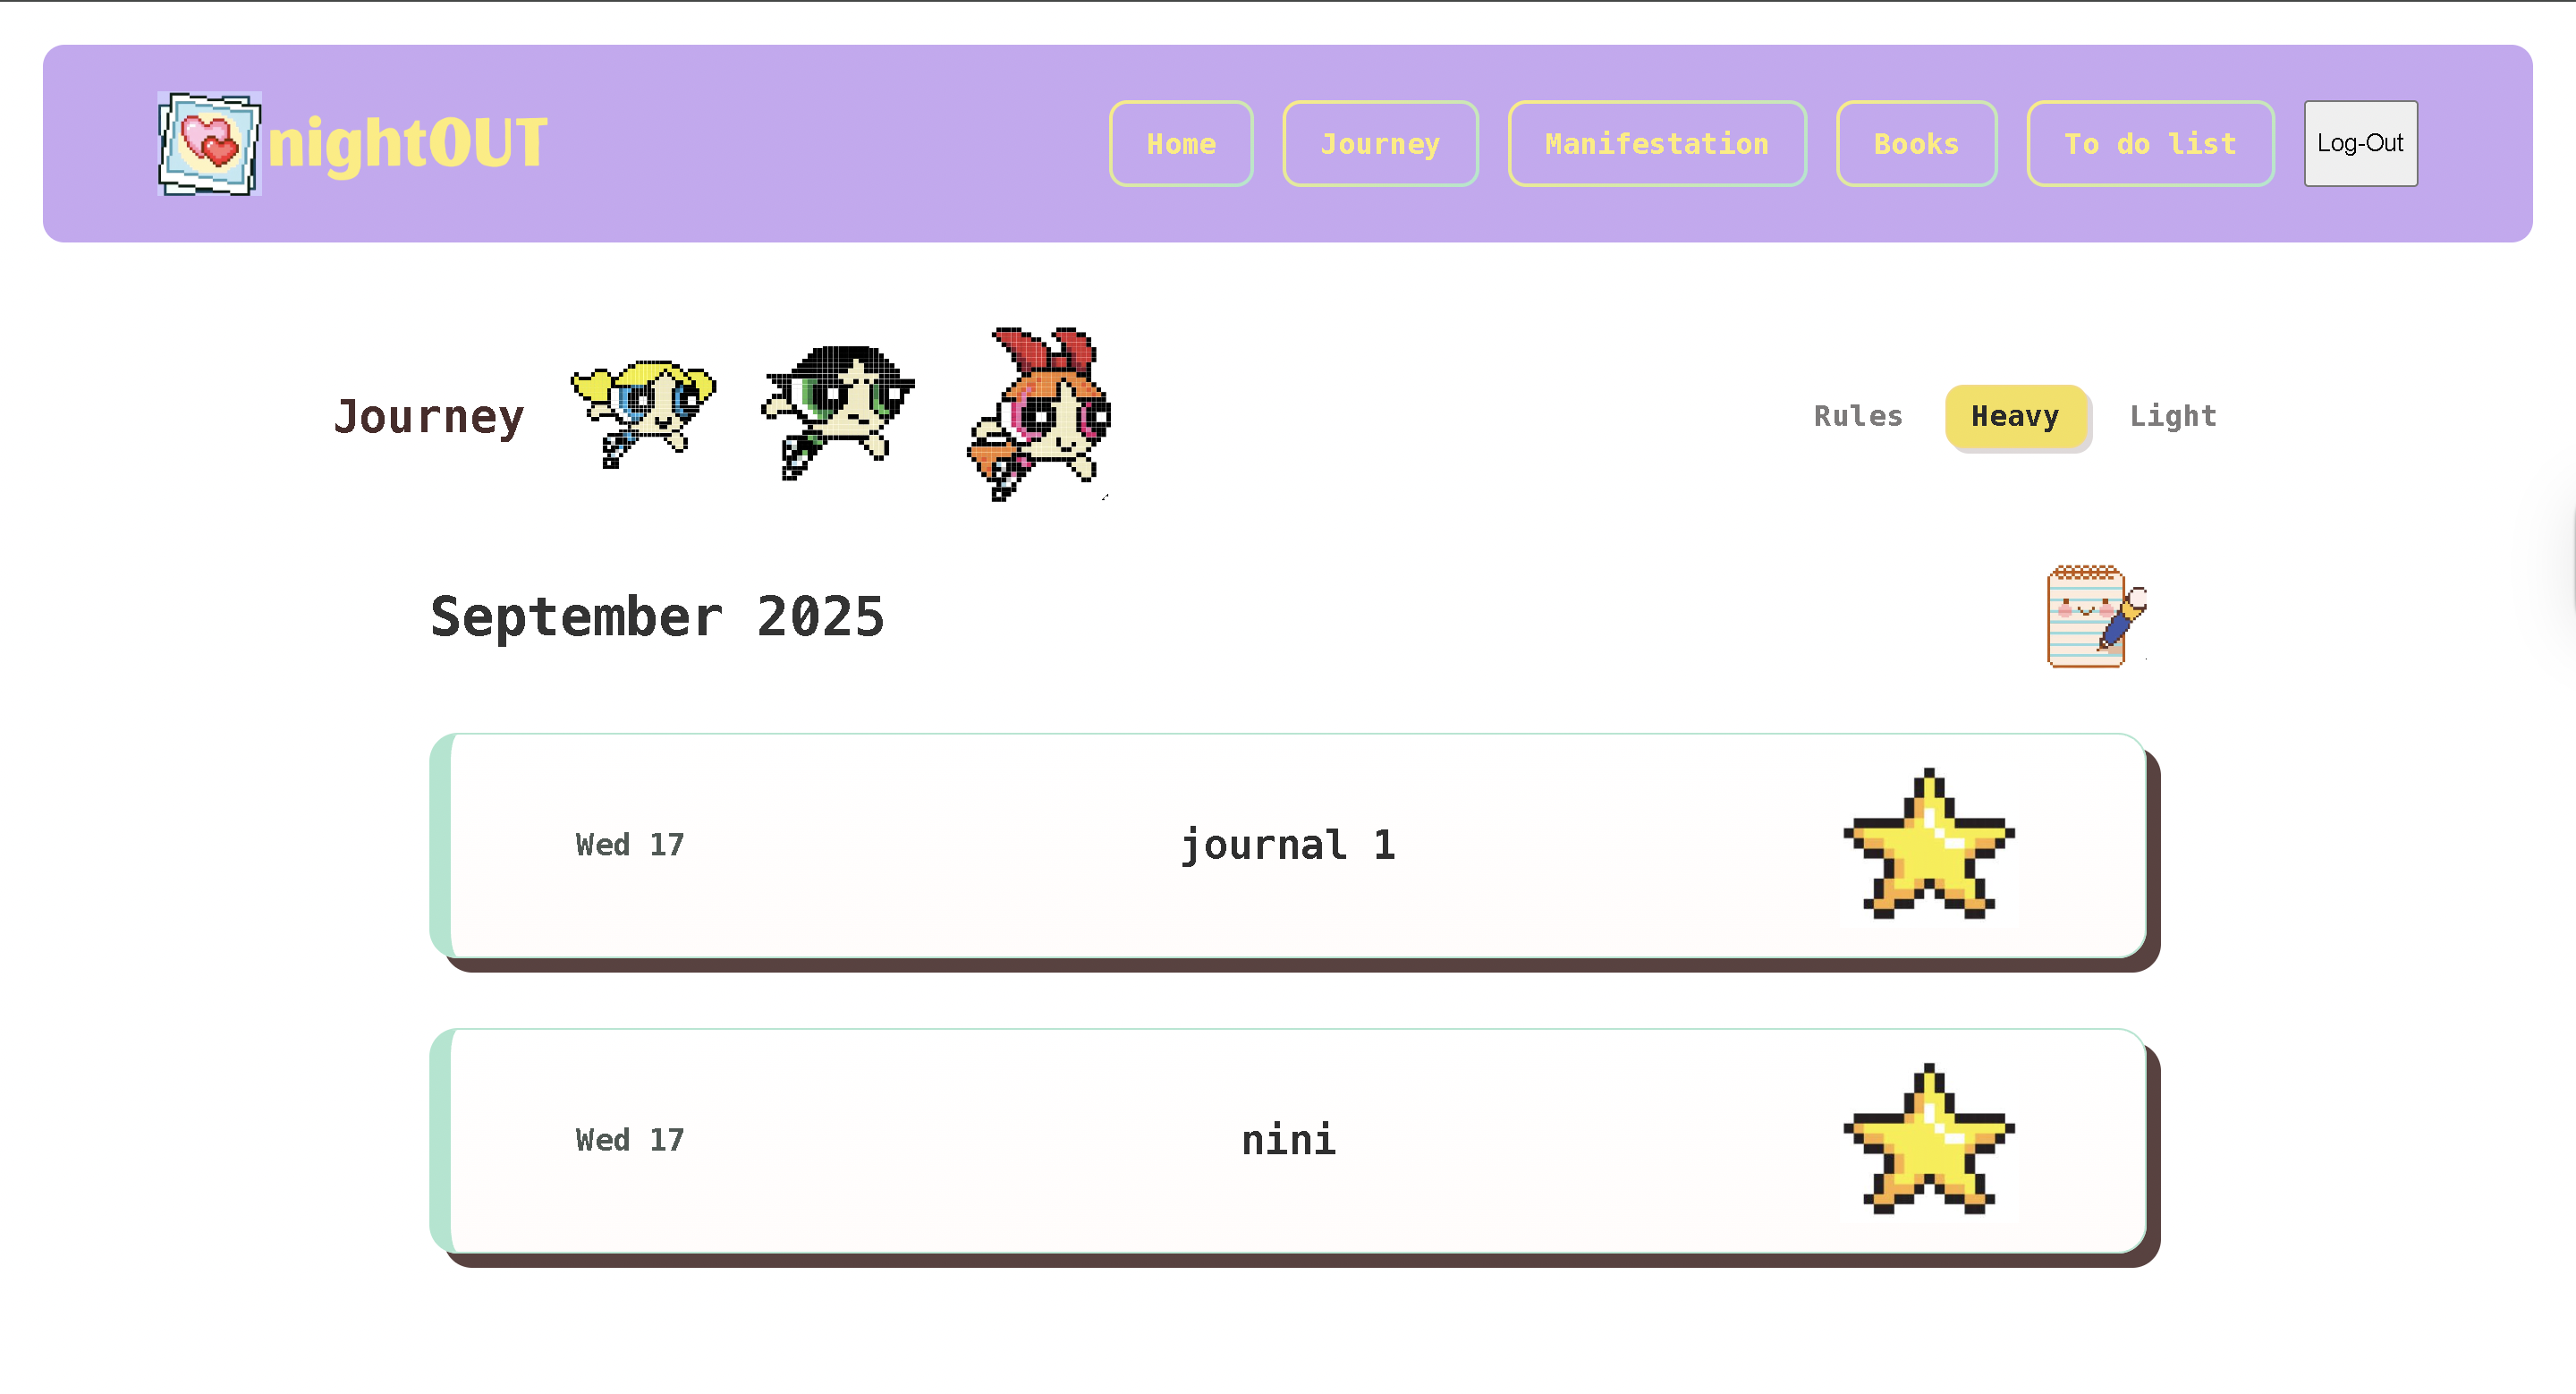 nightOUT
Home Journey Manifestation Books To do list Log-Out
Journey
Rules Heavy Light
September 2025
Wed 17 journal 1
Wed 17 nini